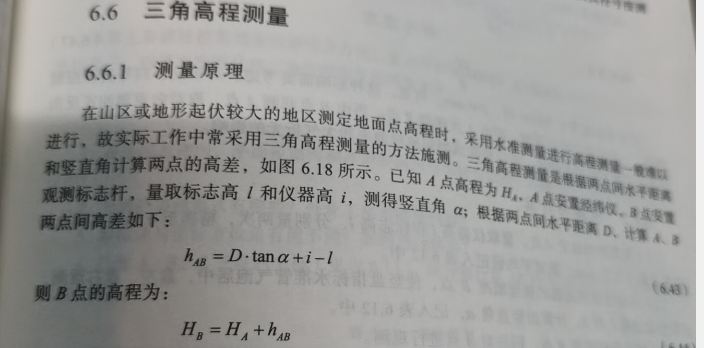 6.6 三角高程测量
6.6.1 测量原理
在山区或地形起伏较大的地区测定地面点高程时，采用水准测量进行高程测量一般难以
进行，故实际工作中常采用三角高程测量的方法施测。三角高程测量是根据两点间水平距离
和竖直角计算两点的高差，如图 6.18 所示。已知 A 点高程为 H_A，A 点安置经纬仪，B 点安置
观测标志杆，量取标志高 l 和仪器高 i，测得竖直角 α；根据两点间水平距离 D、计算 A、B
两点间高差如下：
h_AB = D·tanα+i−l (6.43)
则 B 点的高程为：
H_B = H_A + h_AB